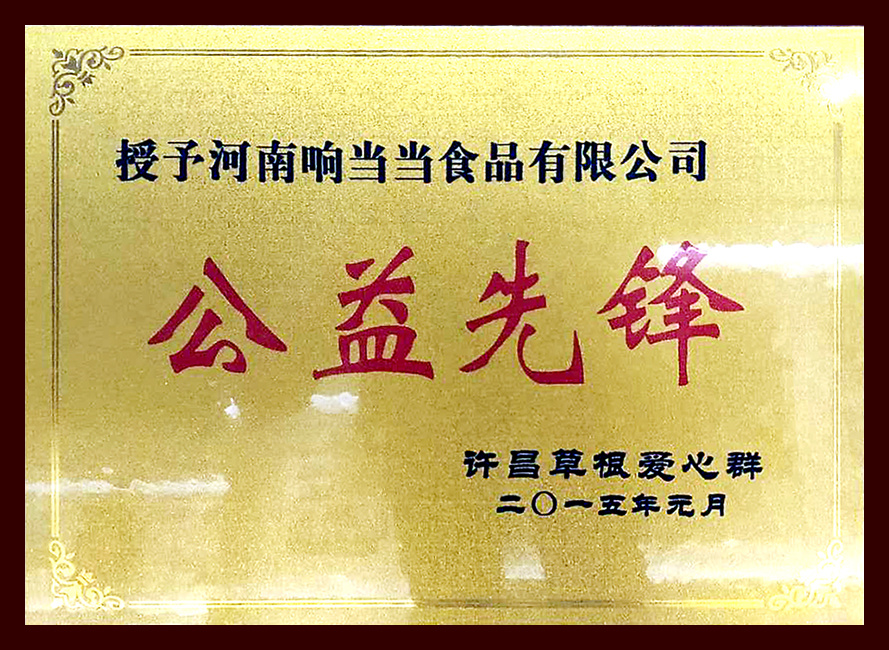 授予河南响当当食品有限公司
公益先锋
许昌草根爱心群
二〇一五年元月